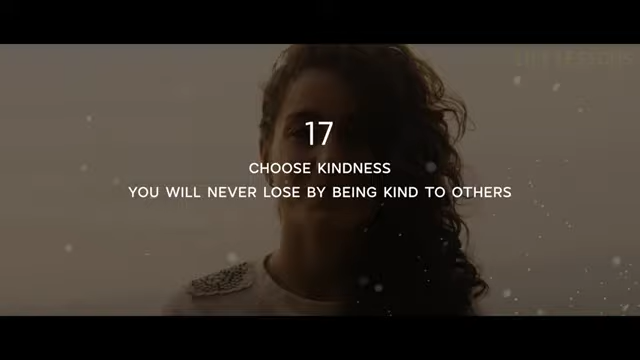 17
CHOOSE KINDNESS
YOU WILL NEVER LOSE BY BEING KIND TO OTHERS